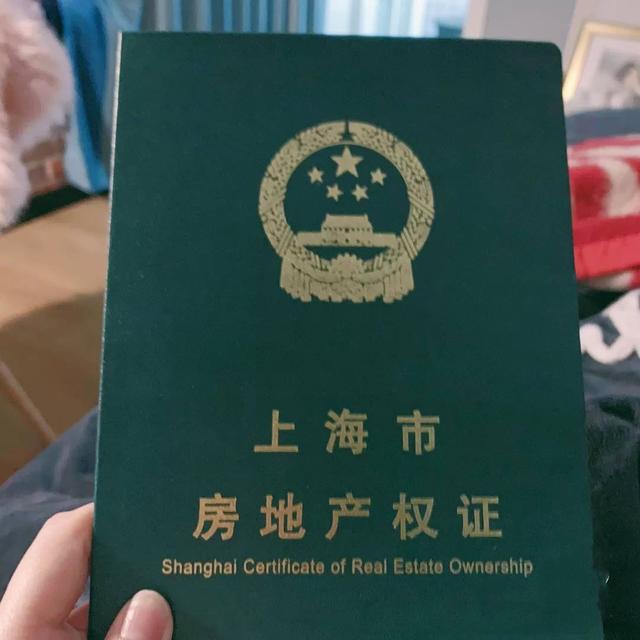 上海市
房地产权证
Shanghai Certificate of Real Estate Ownership